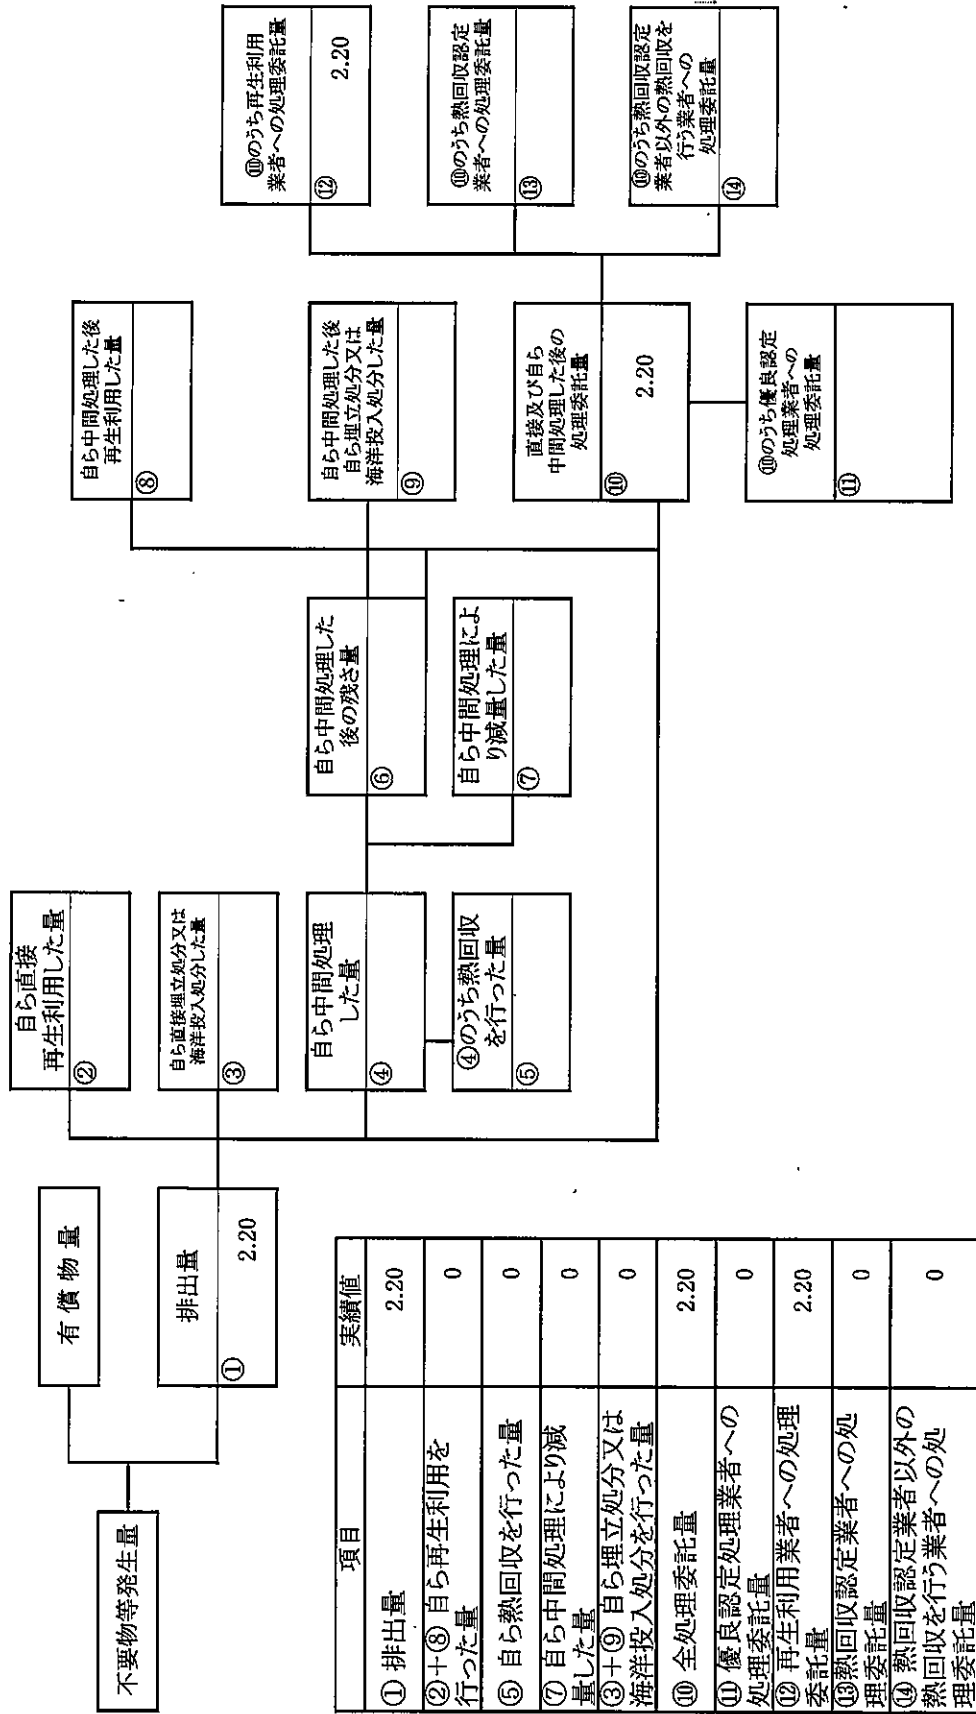 不要物等発生量
有償物量
排出量
①
2.20
自ら直接
再生利用した量
②
自ら直接埋立処分又は
海洋投入処分した量
③
自ら中間処理
した量
④
④のうち熱回収
を行った量
⑤
自ら中間処理した
後の残さ量
⑥
自ら中間処理によ
り減量した量
⑦
自ら中間処理した後
再生利用した量
⑧
自ら中間処理した後
自ら埋立処分又は
海洋投入処分した量
⑨
直接及び自ら
中間処理した後の
処理委託量
⑩
2.20
⑩のうち優良認定
処理業者への
処理委託量
⑪
⑩のうち再生利用
業者への処理委託量
⑫
2.20
⑩のうち熱回収認定
業者への処理委託量
⑬
⑩のうち熱回収認定
業者以外の熱回収を
行う業者への
処理委託量
⑭
項目 実績値
①排出量 2.20
②+⑧ 自ら再生利用を
行った量 0
⑤ 自ら熱回収を行った量 0
⑦ 自ら中間処理により減
量した量 0
③+⑨ 自ら埋立処分又は
海洋投入処分を行った量 0
⑩ 全処理委託量 2.20
⑪ 優良認定処理業者への
処理委託量 0
⑫ 再生利用業者への処理
委託量 2.20
⑬熱回収認定業者への処
理委託量 0
⑭ 熱回収認定業者以外の
熱回収を行う業者への処
理委託量 0